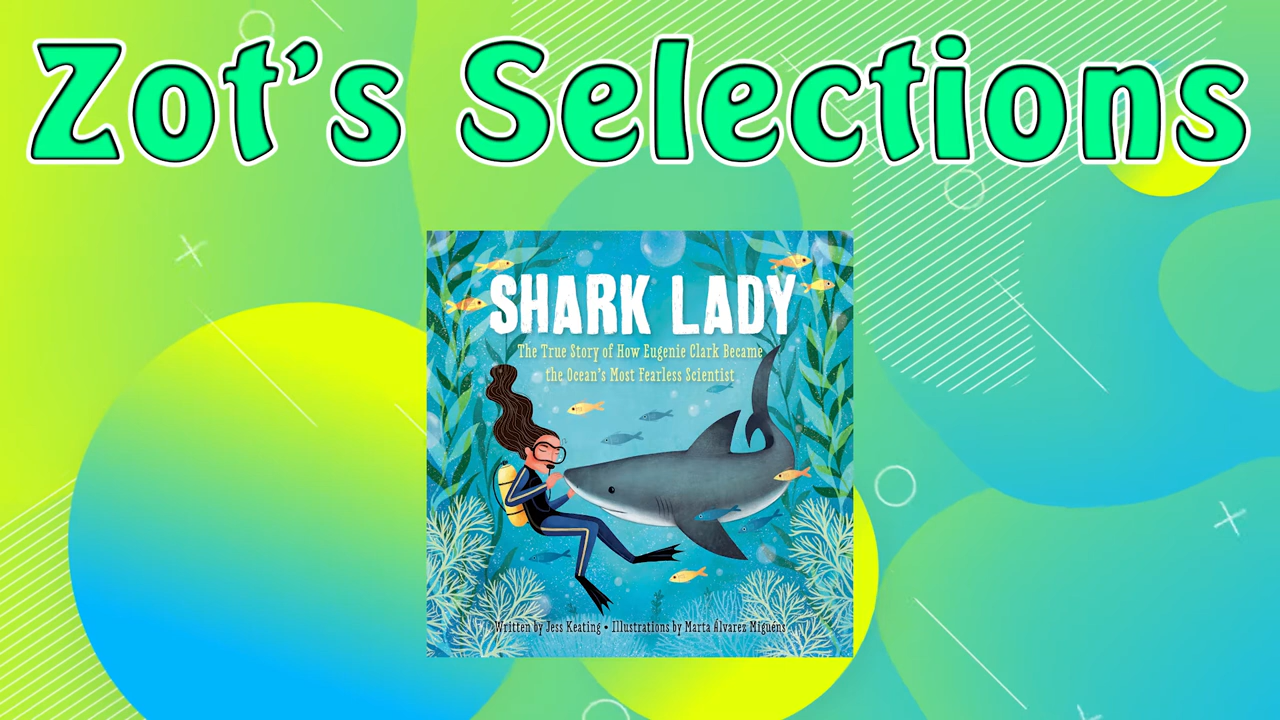 Zot's Selections
SHARK LADY
The True Story of How Eugenie Clark Became
the Ocean's Most Fearless Scientist
Written by Jess Keating • Illustrations by Marta Álvarez Miguéns